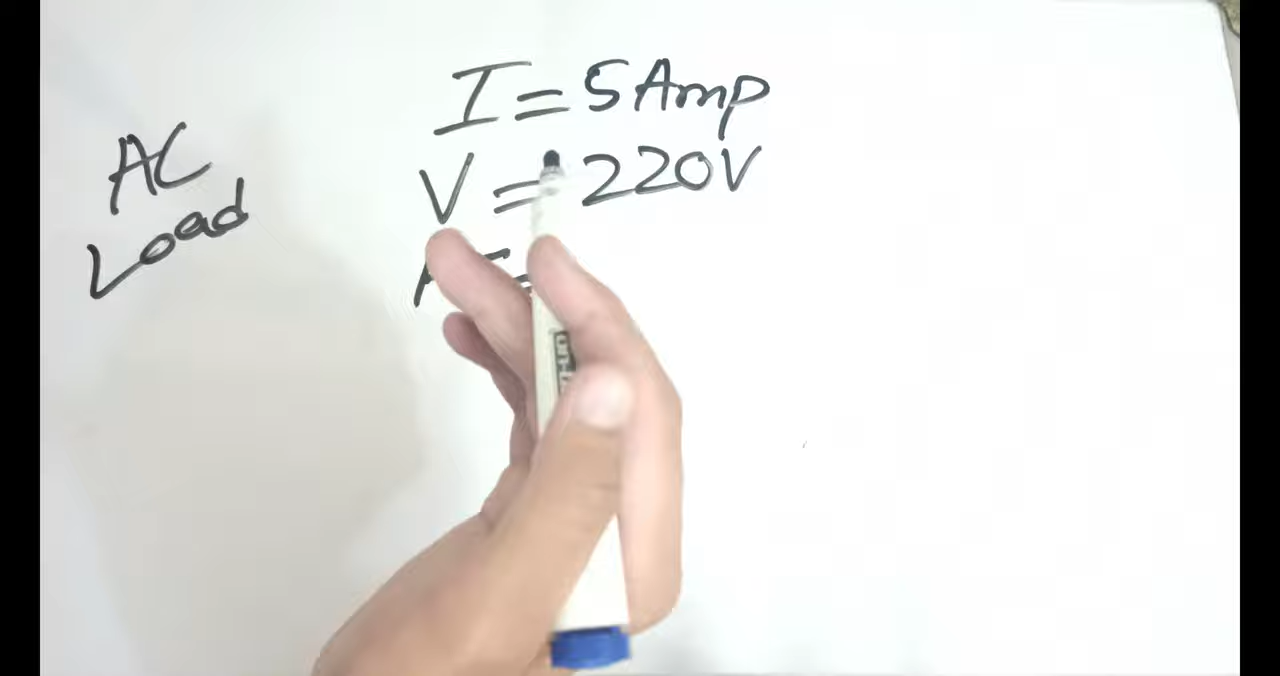 AC
Load
I = 5 Amp
V = 220V